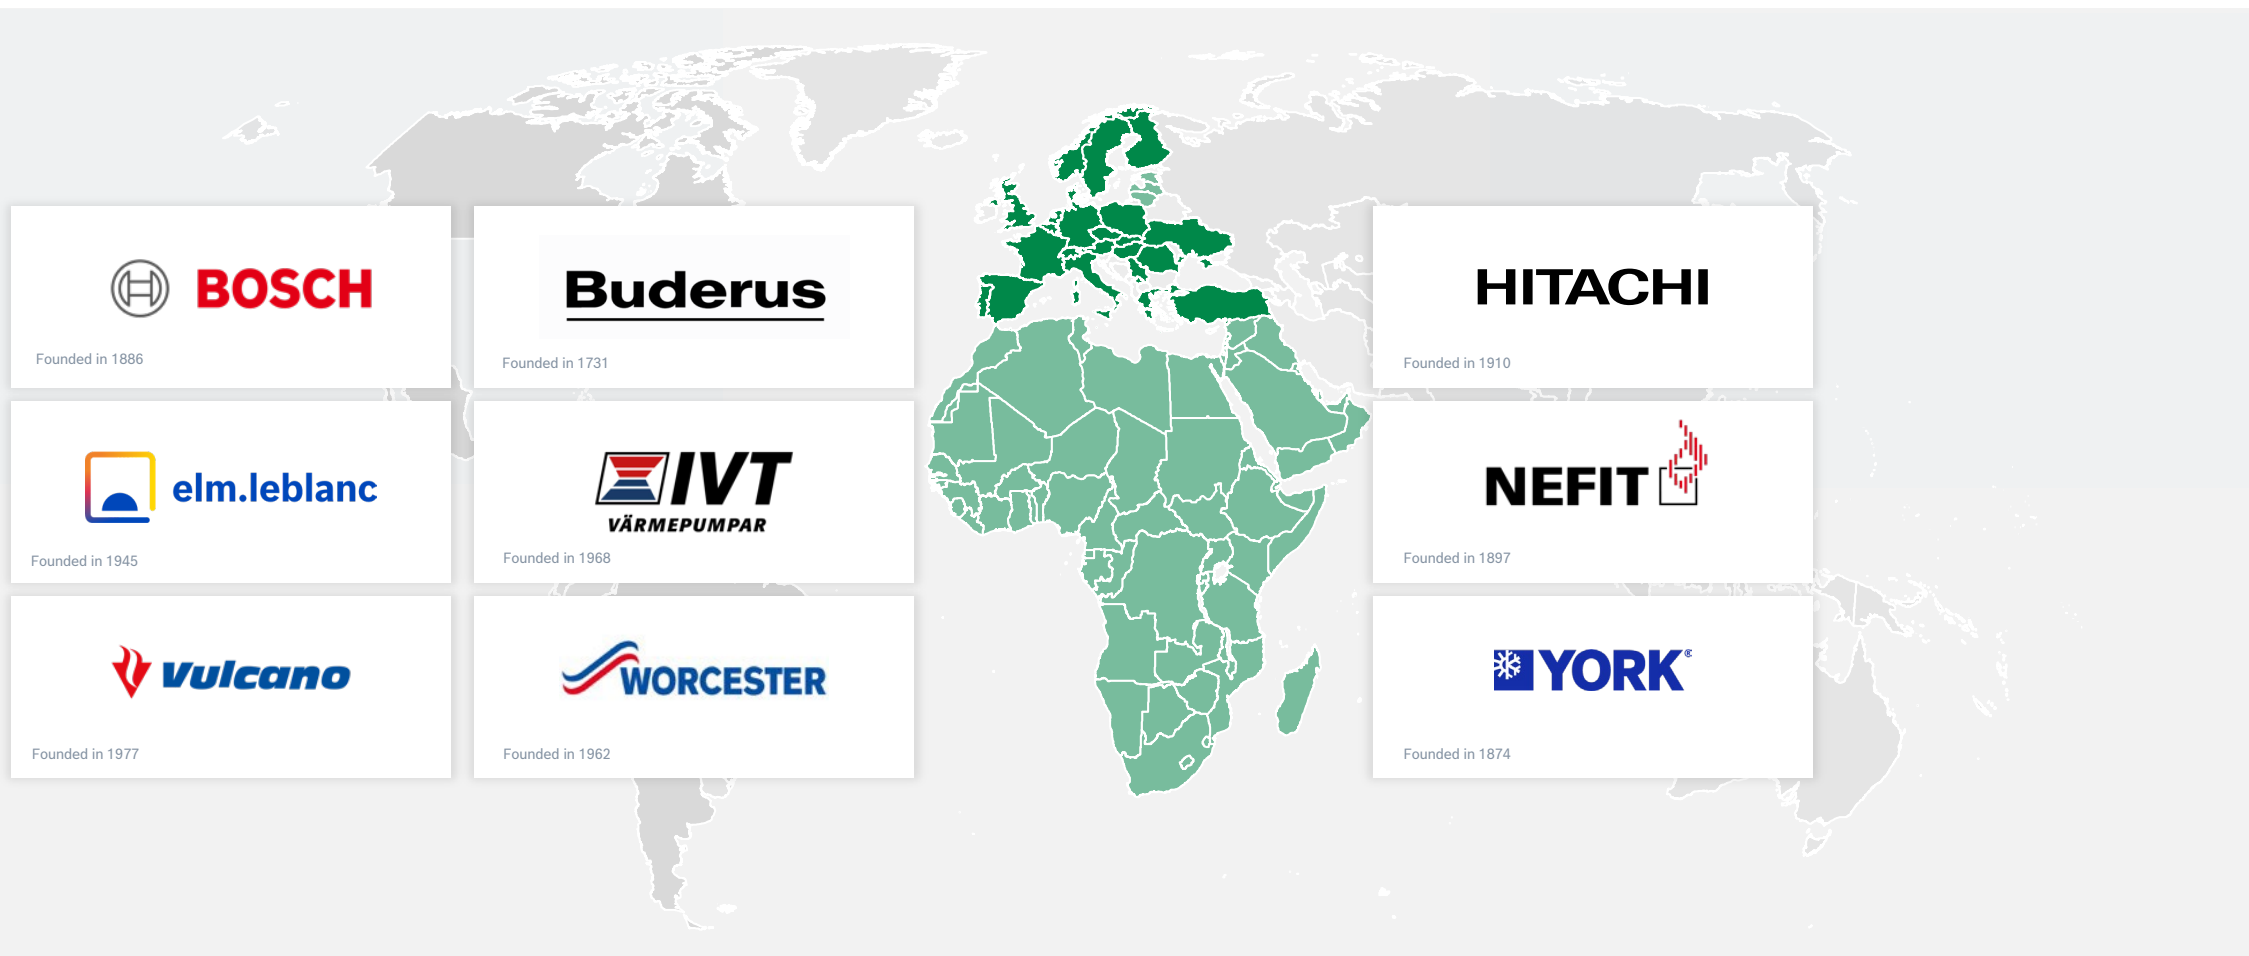 BOSCH
Founded in 1886
Buderus
Founded in 1731
HITACHI
Founded in 1910
elm.leblanc
Founded in 1945
IVT
VÄRMEPUMPAR
Founded in 1968
NEFIT
Founded in 1897
Vulcano
Founded in 1977
WORCESTER
Founded in 1962
YORK®
Founded in 1874